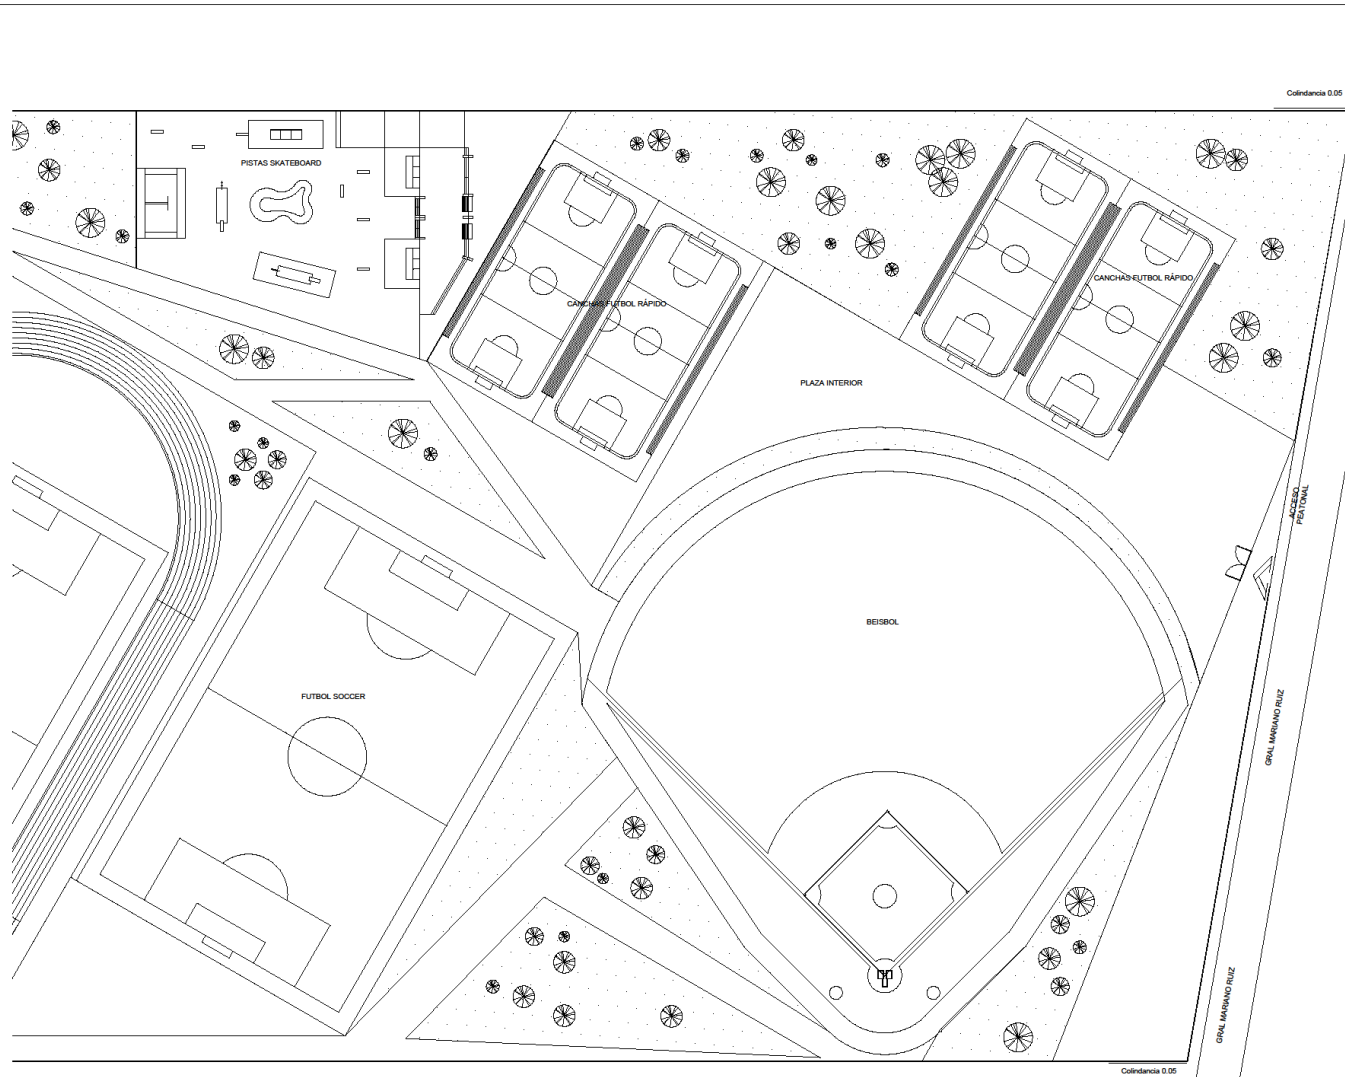 Colindancia 0.05
PISTAS SKATEBOARD
CANCHAS FUTBOL RÁPIDO
CANCHAS FUTBOL RÁPIDO
PLAZA INTERIOR
ACCESO
PEATONAL
BEISBOL
FUTBOL SOCCER
GRAL MARIANO RUIZ
GRAL MARIANO RUIZ
Colindancia 0.05